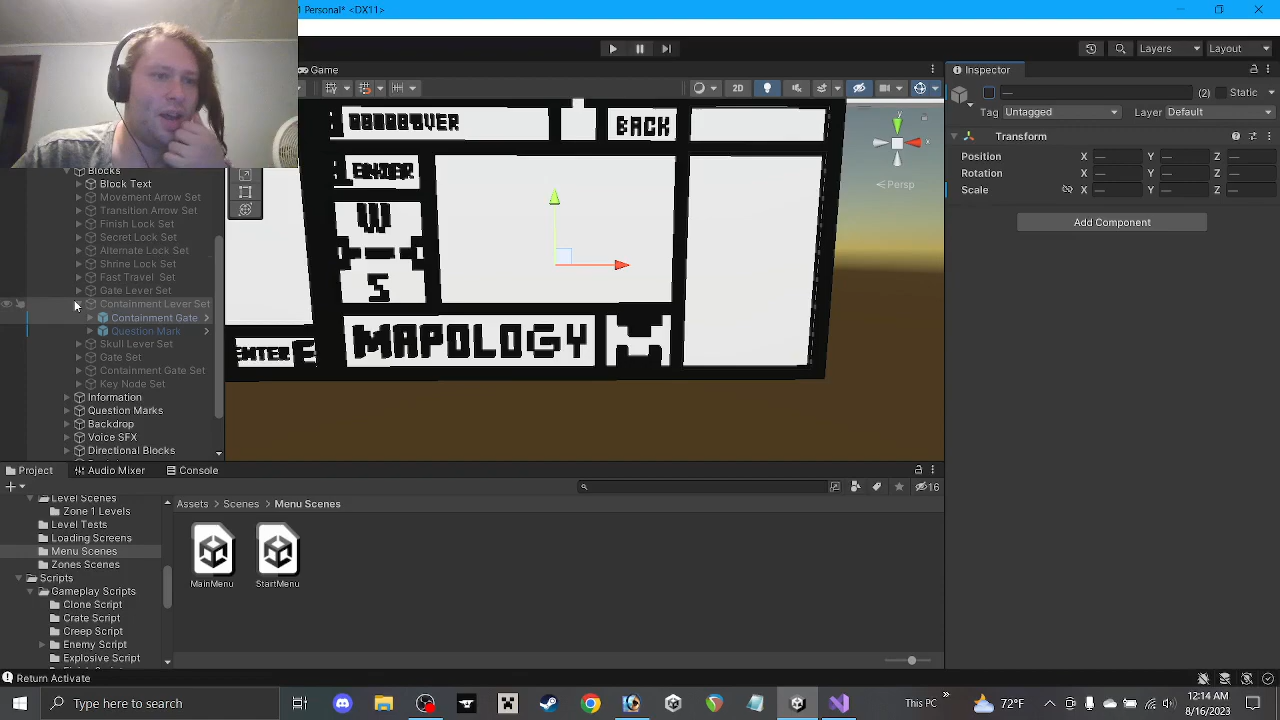 1 Personal* <DX11>
Layers
Layout
Game
2D
Inspector
(2) Static
Tag Untagged
Layer Default
Transform
Position X — Y — Z —
Rotation X — Y — Z —
Scale X — Y — Z —
Add Component
y
x
Persp
BACK
W
S
MAPOLOGY
Blocks
Block Text
Movement Arrow Set
Transition Arrow Set
Finish Lock Set
Secret Lock Set
Alternate Lock Set
Shrine Lock Set
Fast Travel Set
Gate Lever Set
Containment Lever Set
Containment Gate
Question Mark
Skull Lever Set
Gate Set
Containment Gate Set
Key Node Set
Information
Question Marks
Backdrop
Voice SFX
Directional Blocks
Project
Audio Mixer
Console
16
Level Scenes
Zone 1 Levels
Level Tests
Loading Screens
Menu Scenes
Zones Scenes
Scripts
Gameplay Scripts
Clone Script
Crate Script
Creep Script
Enemy Script
Explosive Script
Assets > Scenes > Menu Scenes
MainMenu
StartMenu
Return Activate
Type here to search
This PC
72°F
12:14 AM
8/16/2023